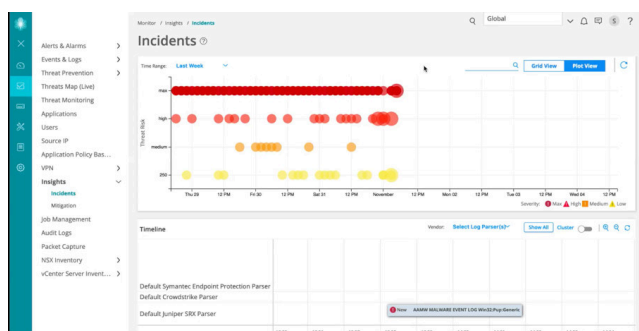 Monitor / Insights / Incidents
Global
S
?
Incidents
Alerts & Alarms
Events & Logs
Threat Prevention
Threats Map (Live)
Threat Monitoring
Applications
Users
Source IP
Application Policy Bas...
VPN
Insights
Incidents
Mitigation
Job Management
Audit Logs
Packet Capture
NSX Inventory
vCenter Server Invent...
Time Range: Last Week
Grid View Plot View
Threat Risk
max
high
medium
250
Thu 29 12 PM Fri 30 12 PM Sat 31 12 PM November 12 PM Mon 02 12 PM Tue 03 12 PM Wed 04 12 PM
Severity: Max High Medium Low
Timeline
Vendor: Select Log Parser(s) Show All Cluster
Default Symantec Endpoint Protection Parser
Default Crowdstrike Parser
Default Juniper SRX Parser
New AAMW MALWARE EVENT LOG Win32:Pup:Generic